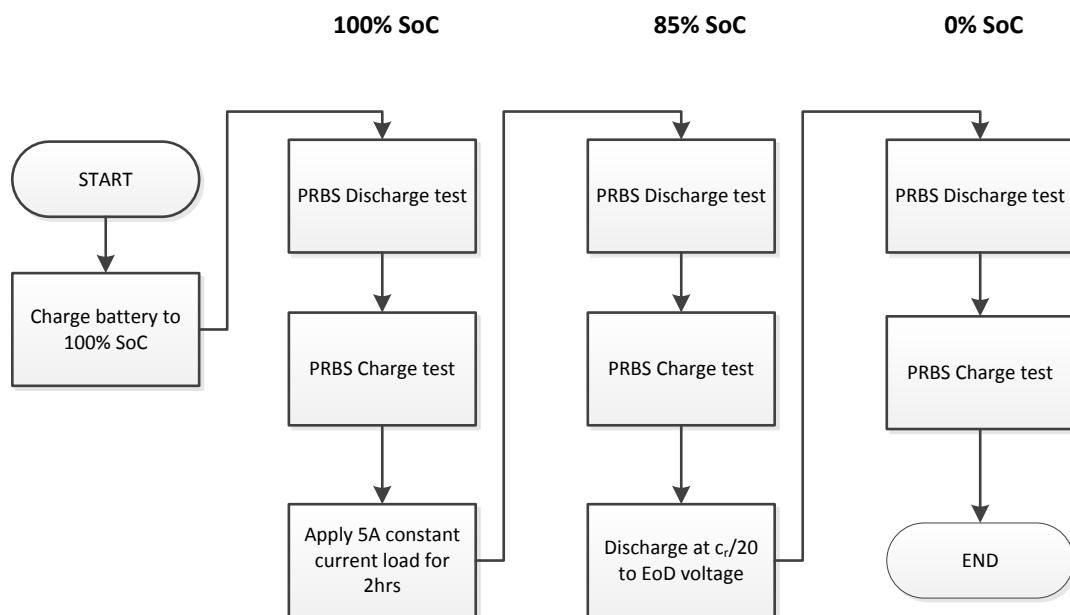 100% SoC
85% SoC
0% SoC
START
Charge battery to
100% SoC
PRBS Discharge test
PRBS Charge test
Apply 5A constant
current load for
2hrs
PRBS Discharge test
PRBS Charge test
Discharge at cᵣ/20
to EoD voltage
PRBS Discharge test
PRBS Charge test
END